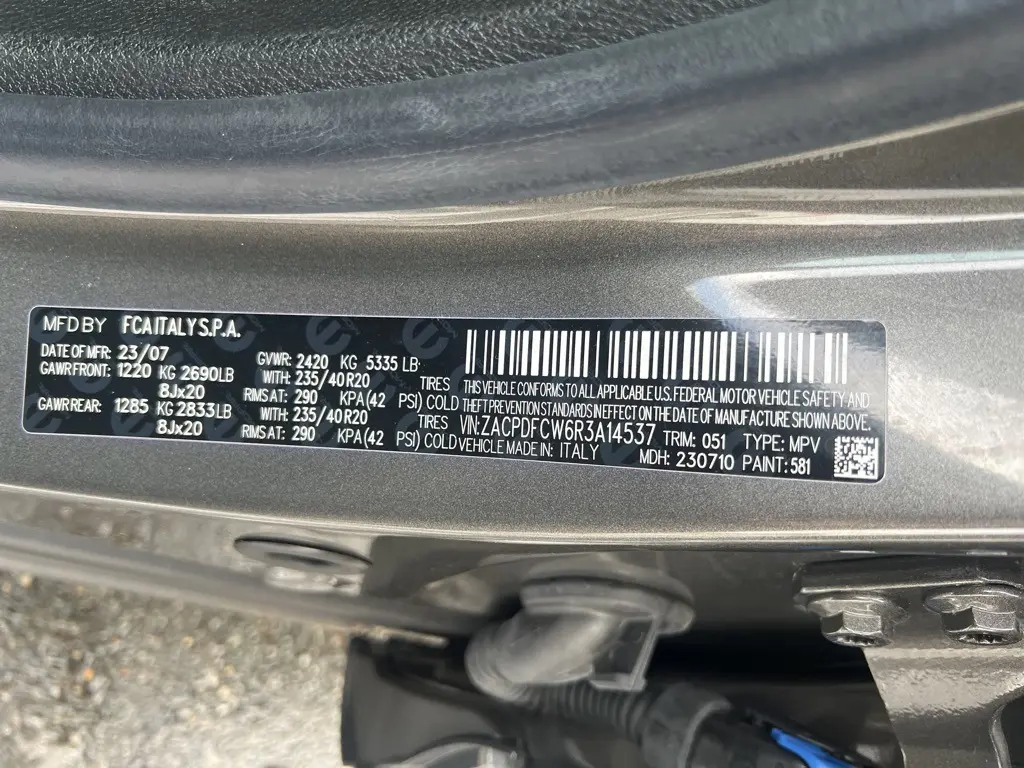 MFD BY FCA ITALY S.P.A.
DATE OF MFR: 23/07 GVWR: 2420 KG 5335 LB
GAWR FRONT: 1220 KG 2690LB WITH: 235/40R20 TIRES
8Jx20 RIMS AT: 290 KPA(42 PSI) COLD
GAWR REAR: 1285 KG 2833LB WITH: 235/40R20 TIRES
8Jx20 RIMS AT: 290 KPA(42 PSI) COLD
THIS VEHICLE CONFORMS TO ALL APPLICABLE U.S. FEDERAL MOTOR VEHICLE SAFETY AND
THEFT PREVENTION STANDARDS IN EFFECT ON THE DATE OF MANUFACTURE SHOWN ABOVE.
VIN: ZACPDFCW6R3A14537 TRIM: 051 TYPE: MPV
VEHICLE MADE IN: ITALY MDH: 230710 PAINT: 581